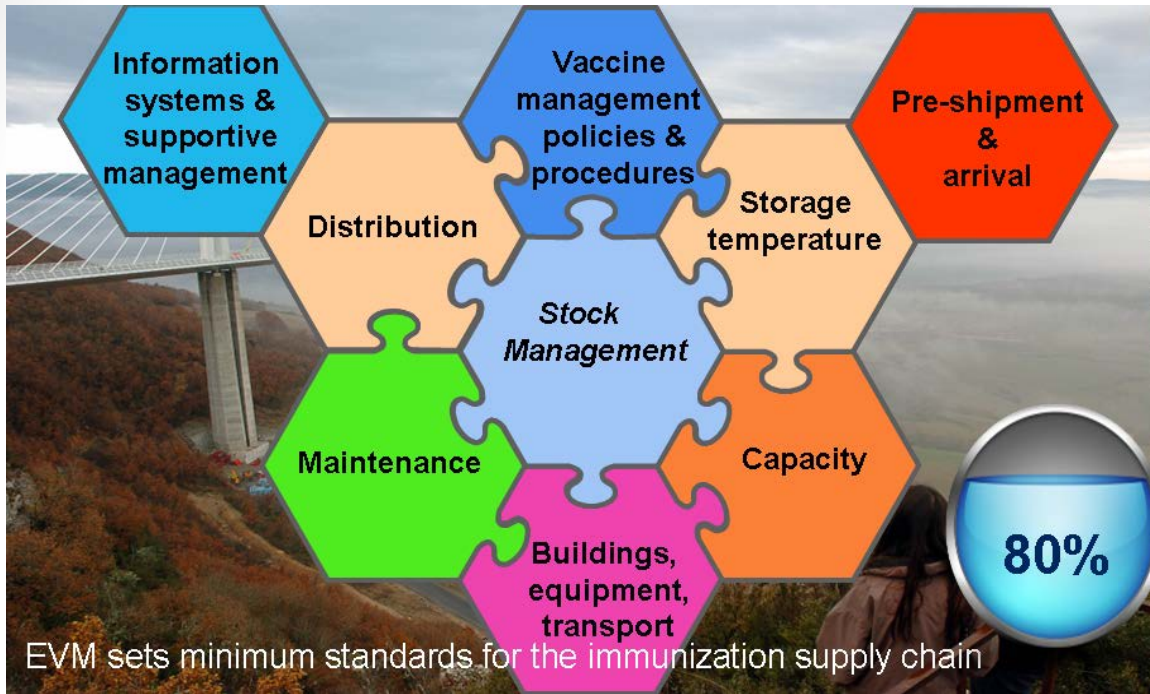 Information
systems &
supportive
management
Vaccine
management
policies &
procedures
Pre-shipment
&
arrival
Distribution
Storage
temperature
Stock
Management
Maintenance
Capacity
Buildings,
equipment,
transport
80%
EVM sets minimum standards for the immunization supply chain